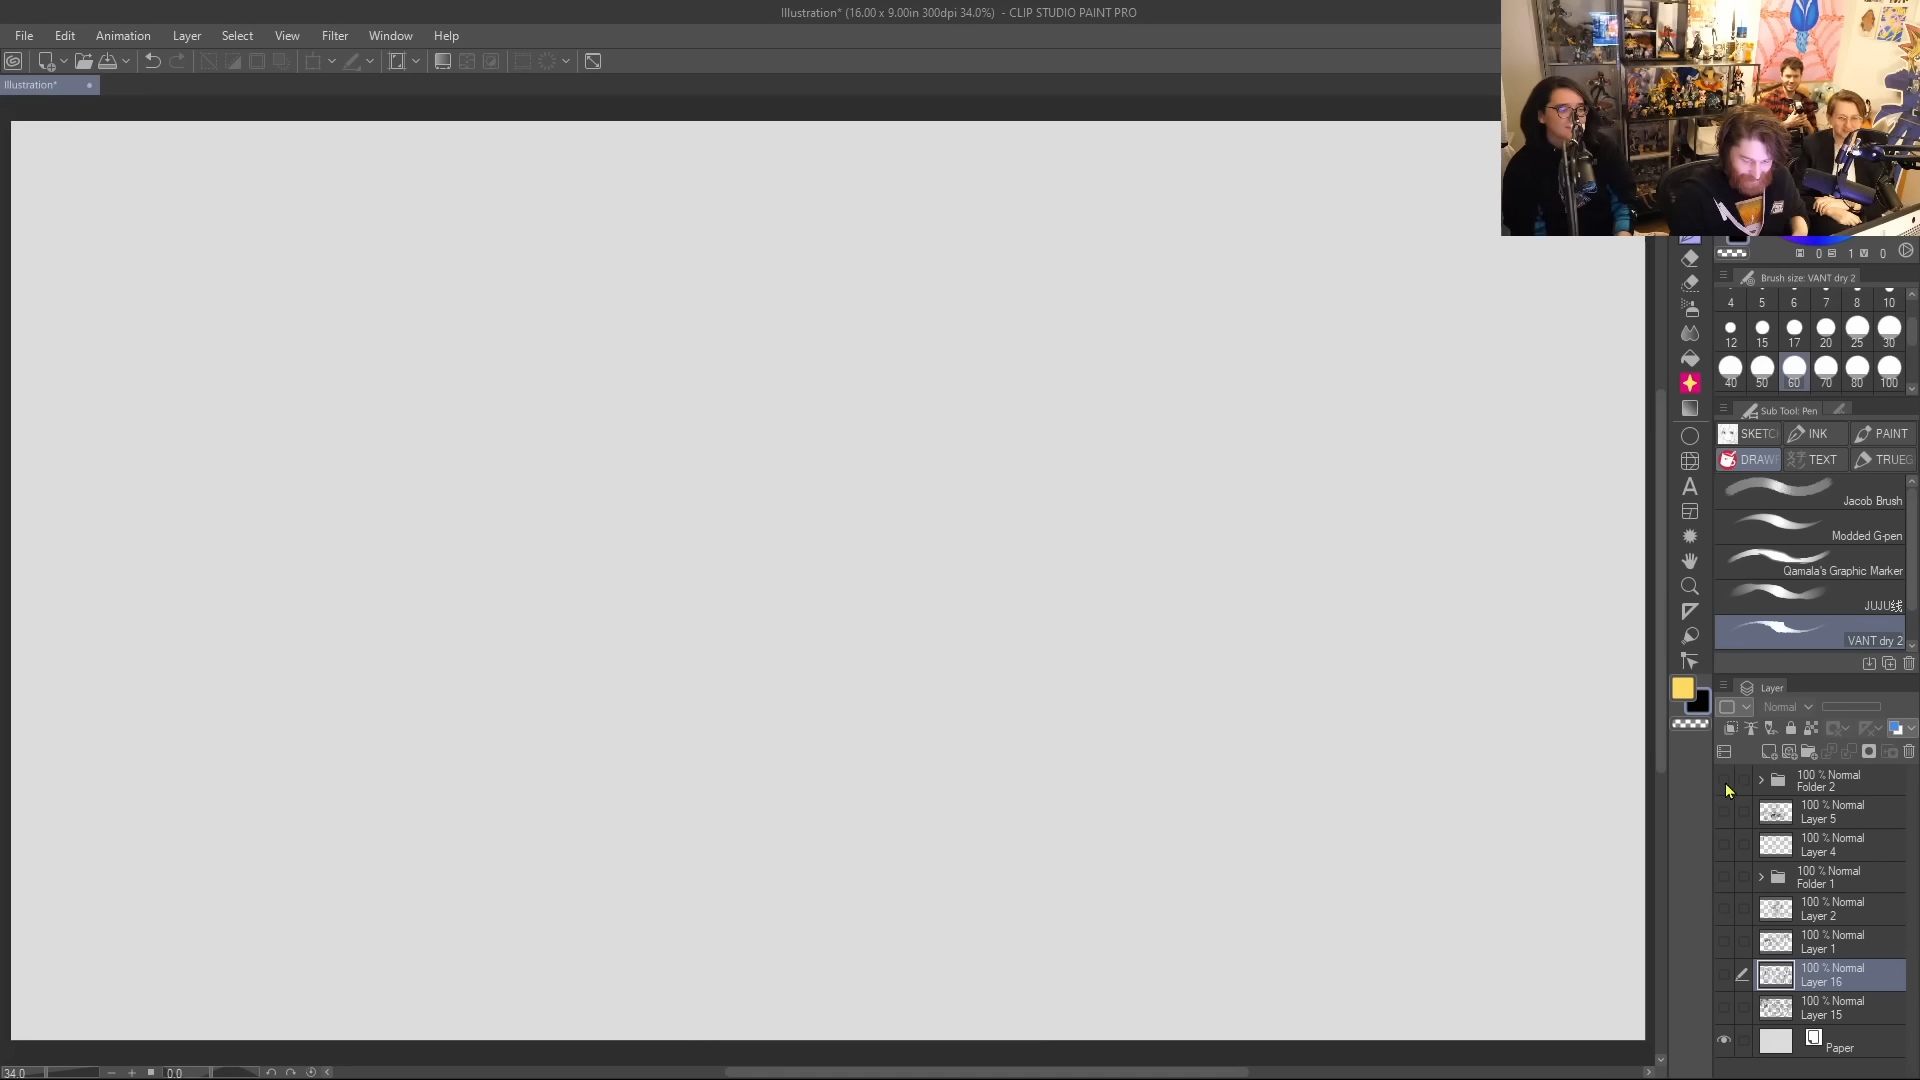 Illustration* (16.00 x 9.00in 300dpi 34.0%) - CLIP STUDIO PAINT PRO
File Edit Animation Layer Select View Filter Window Help
Illustration*
0 1 0
Brush size: VANT dry 2
4 5 6 7 8 10
12 15 17 20 25 30
40 50 60 70 80 100
Sub Tool: Pen
SKETC INK PAINT
DRAW TEXT TRUEG
Jacob Brush
Modded G-pen
Qamala's Graphic Marker
JUJU线
VANT dry 2
Layer
Normal
100 % Normal
Folder 2
100 % Normal
Layer 5
100 % Normal
Layer 4
100 % Normal
Folder 1
100 % Normal
Layer 2
100 % Normal
Layer 1
100 % Normal
Layer 16
100 % Normal
Layer 15
Paper
34.0 0.0